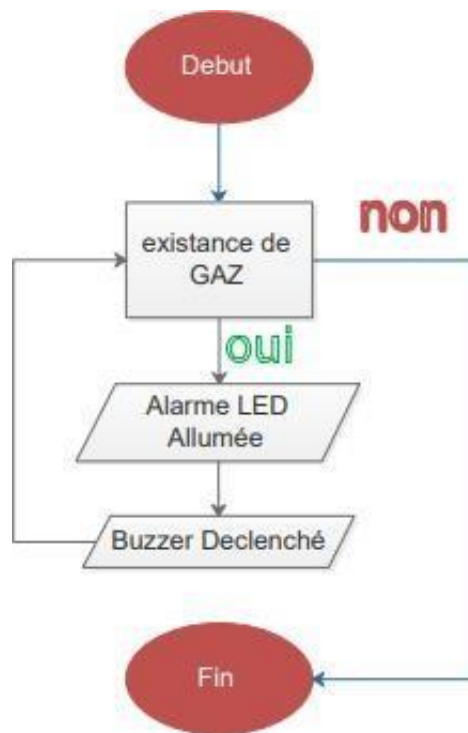 Debut
non
existance de
GAZ
oui
Alarme LED
Allumée
Buzzer Declenché
Fin